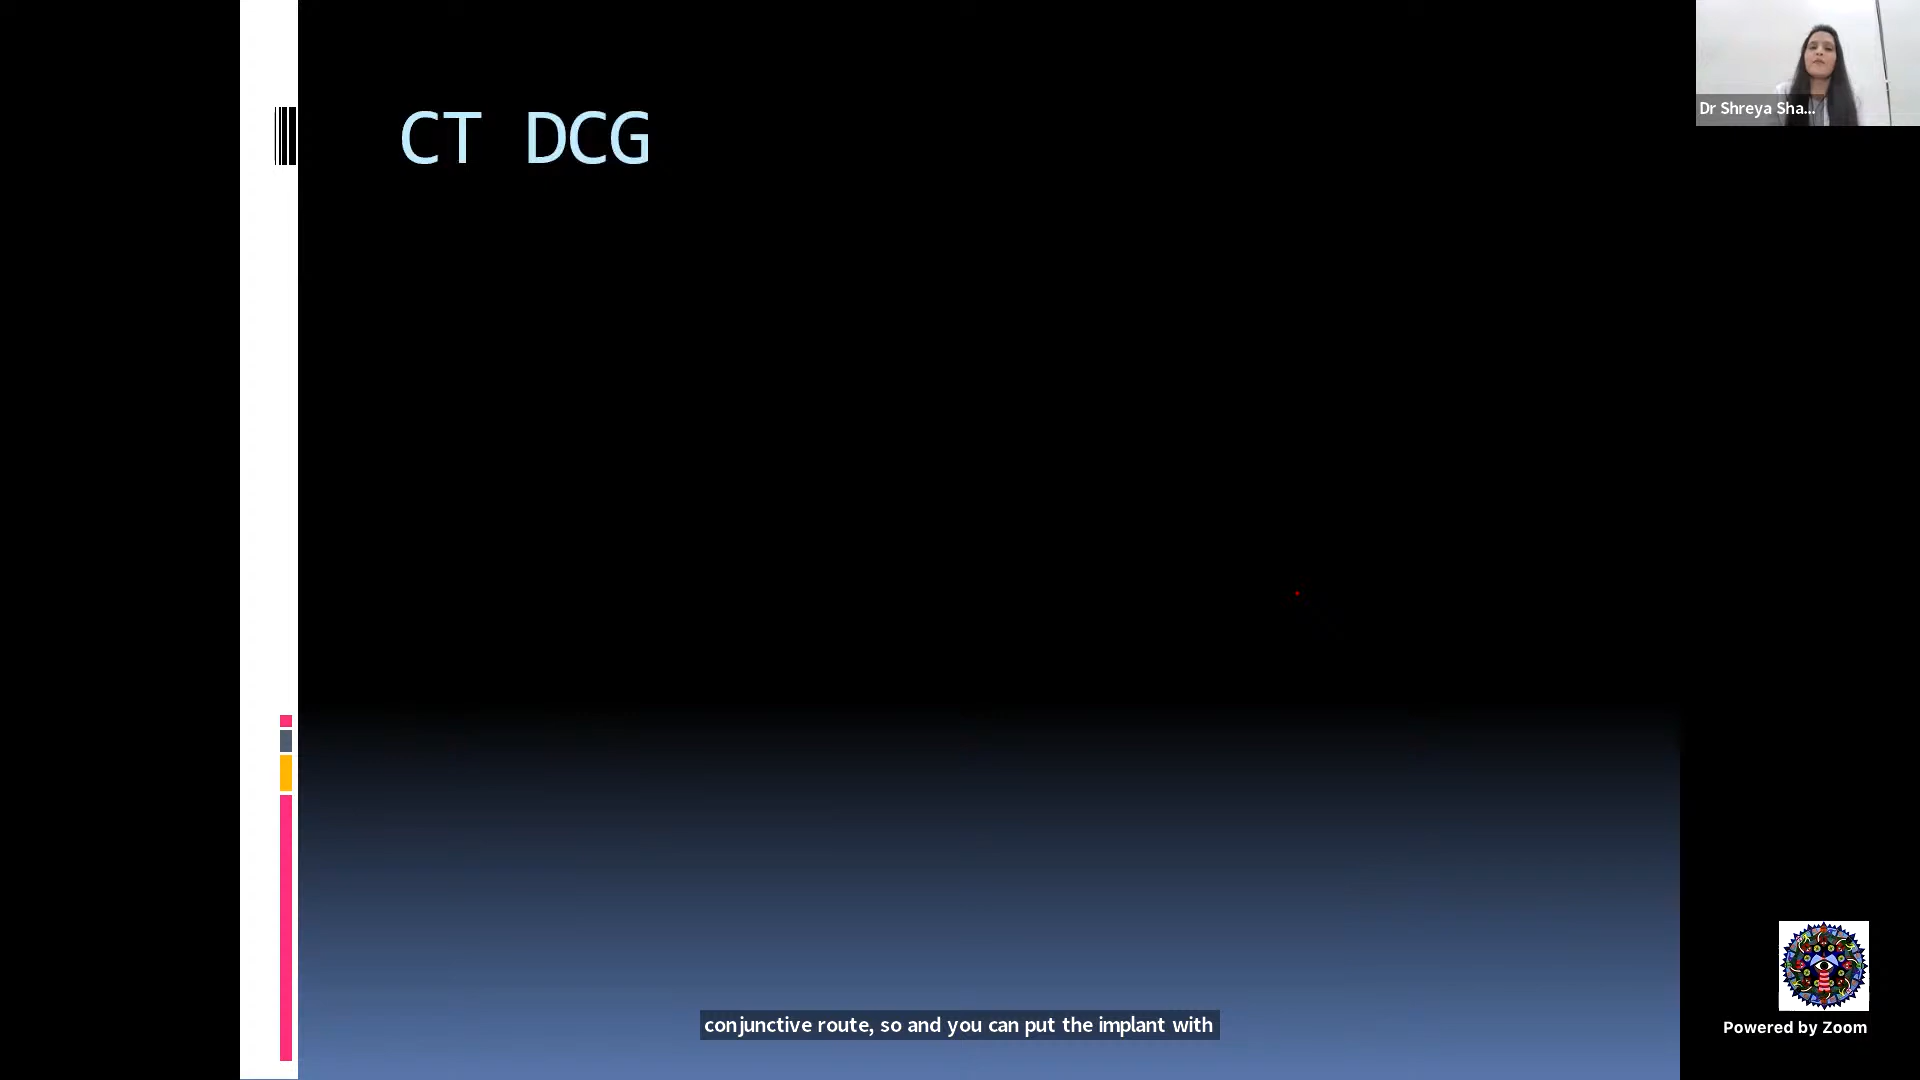 CT DCG
Dr Shreya Sha...
conjunctive route, so and you can put the implant with
Powered by Zoom